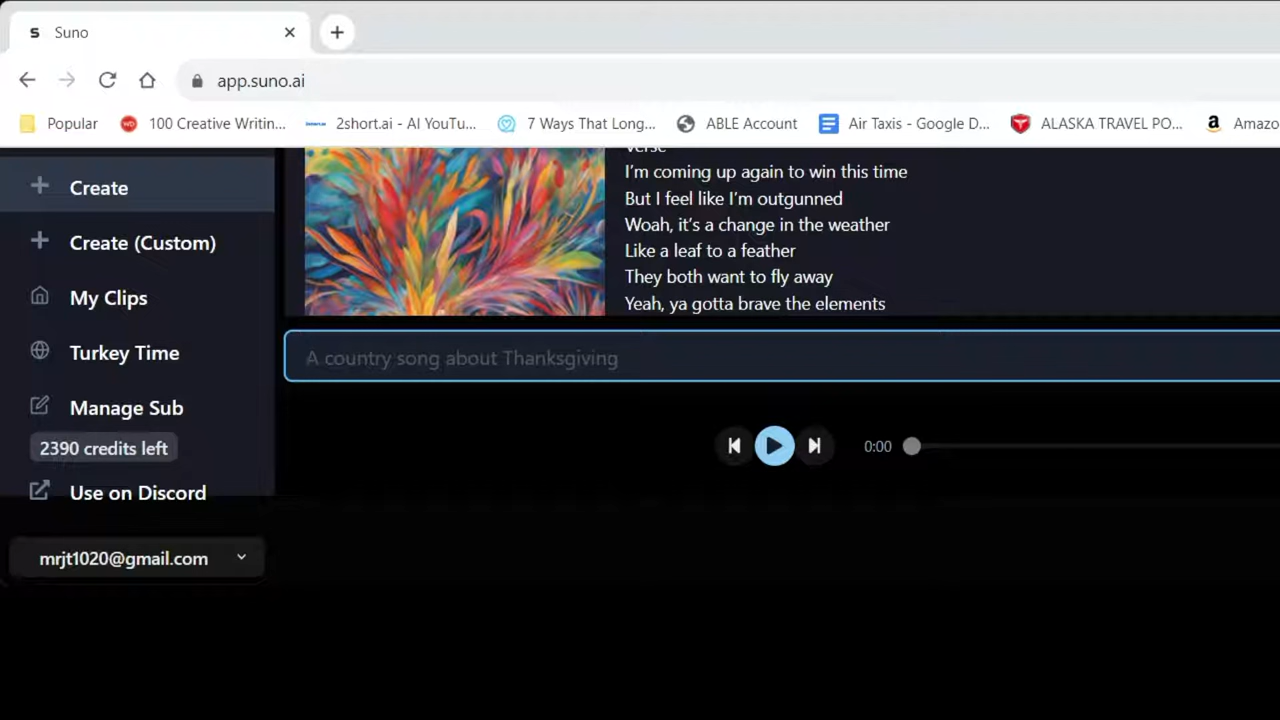 Suno
app.suno.ai
Popular 100 Creative Writin... 2short.ai - AI YouTu... 7 Ways That Long... ABLE Account Air Taxis - Google D... ALASKA TRAVEL PO... Amazo
Create
Create (Custom)
My Clips
Turkey Time
Manage Sub
2390 credits left
Use on Discord
mrjt1020@gmail.com
Verse
I'm coming up again to win this time
But I feel like I'm outgunned
Woah, it's a change in the weather
Like a leaf to a feather
They both want to fly away
Yeah, ya gotta brave the elements
A country song about Thanksgiving
0:00